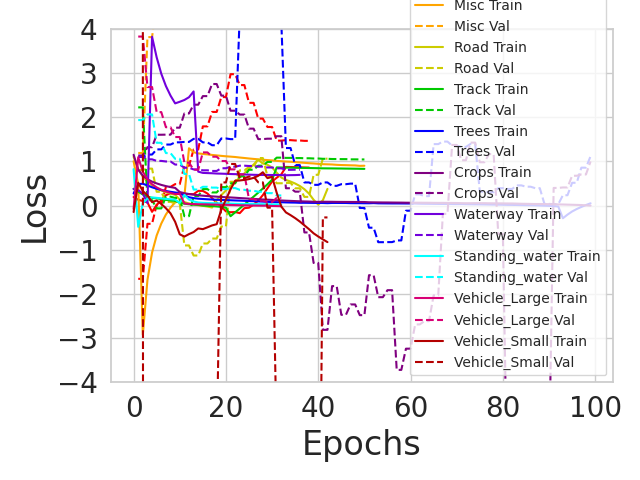 Misc Train
Misc Val
Road Train
Road Val
Track Train
Track Val
Trees Train
Trees Val
Crops Train
Crops Val
Waterway Train
Waterway Val
Standing_water Train
Standing_water Val
Vehicle_Large Train
Vehicle_Large Val
Vehicle_Small Train
Vehicle_Small Val
4
3
2
1
0
−1
−2
−3
−4
Loss
0 20 40 60 80 100
Epochs